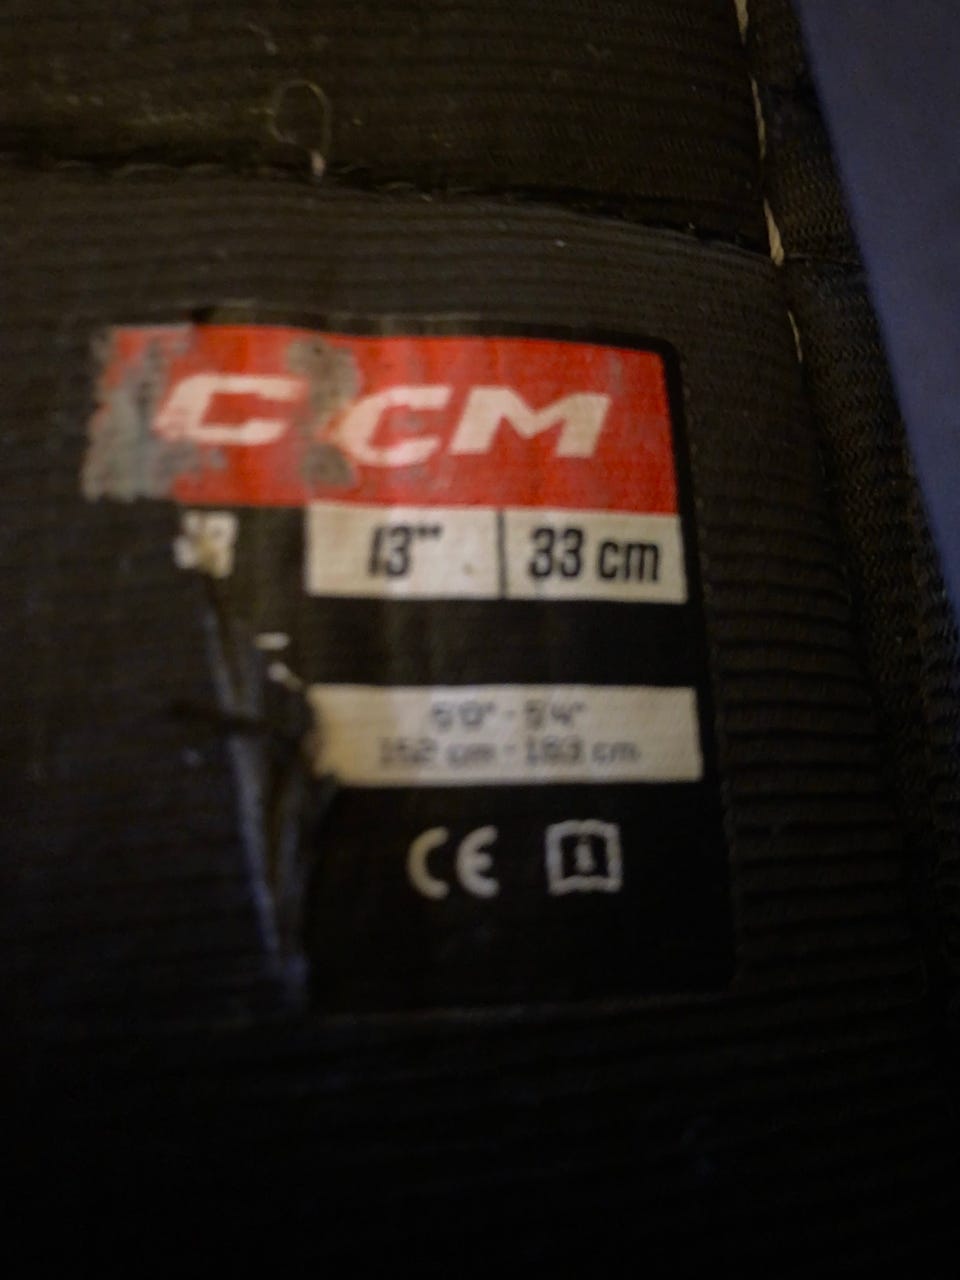 CCM
13" 33 cm
5'0" - 5'4"
152 cm - 163 cm
CE